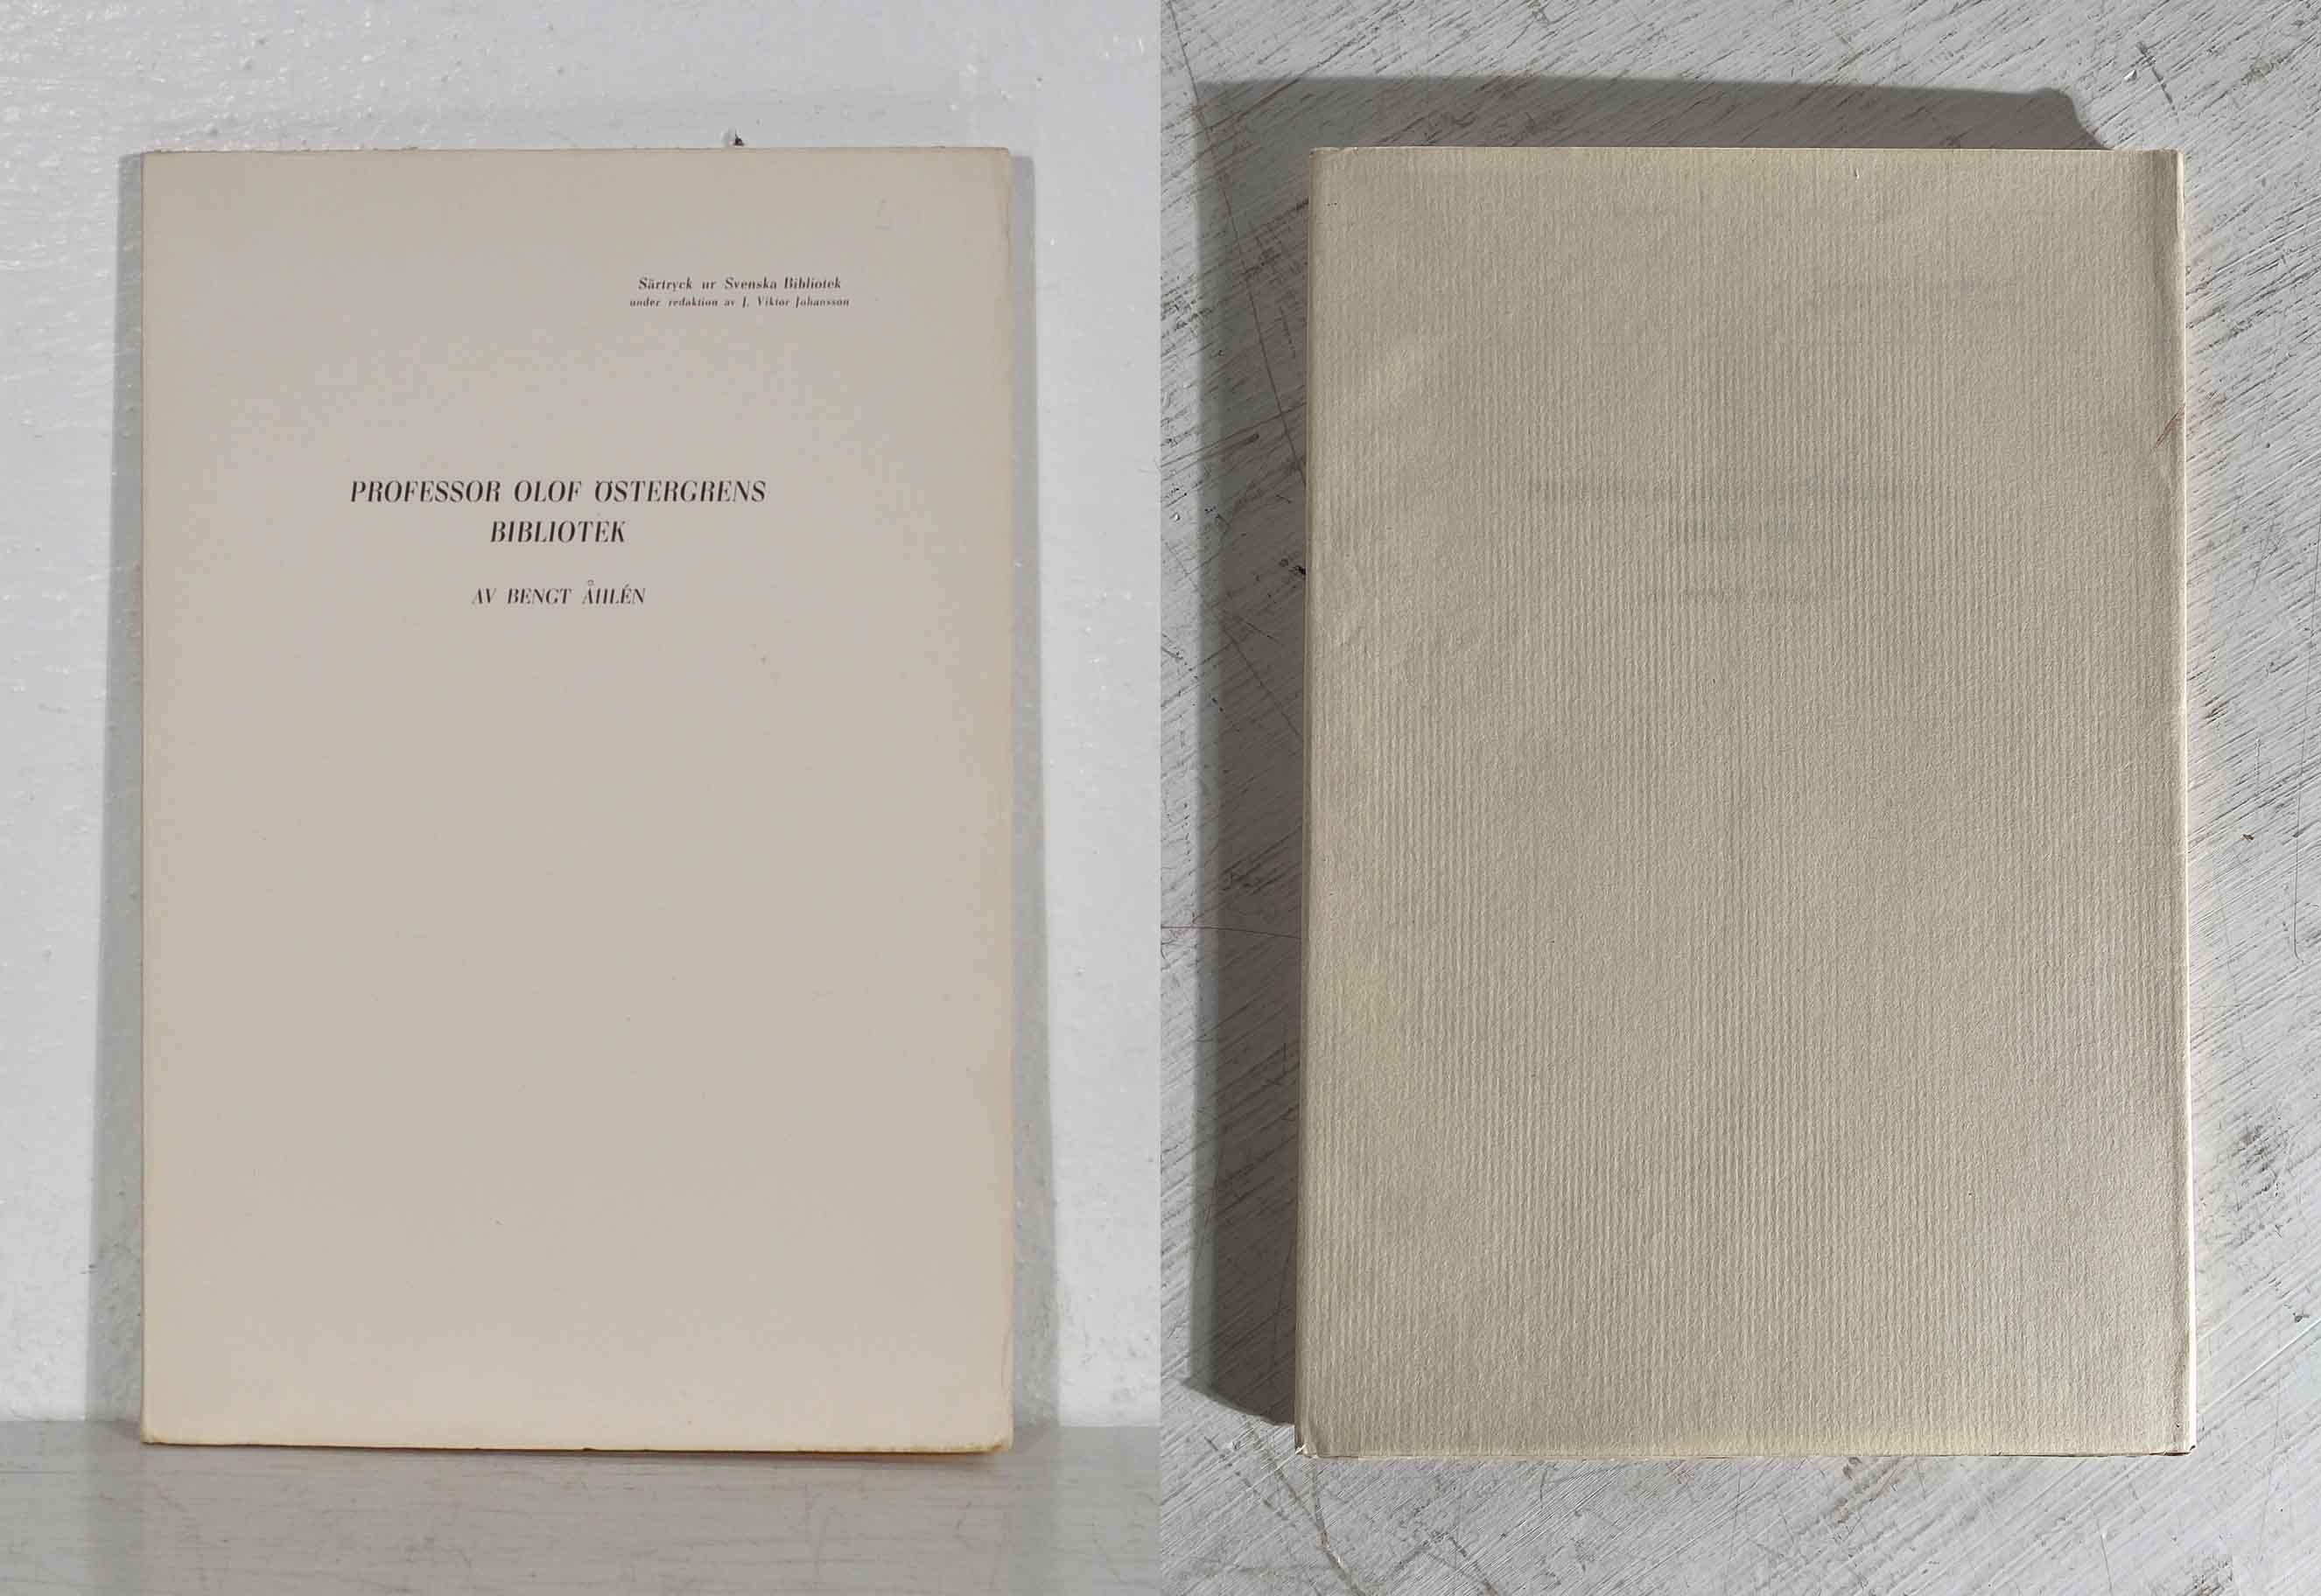 Särtryck ur Svenska Bibliotek
under redaktion av J. Viktor Johansson
PROFESSOR OLOF ÖSTERGRENS
BIBLIOTEK
AV BENGT ÅHLÉN